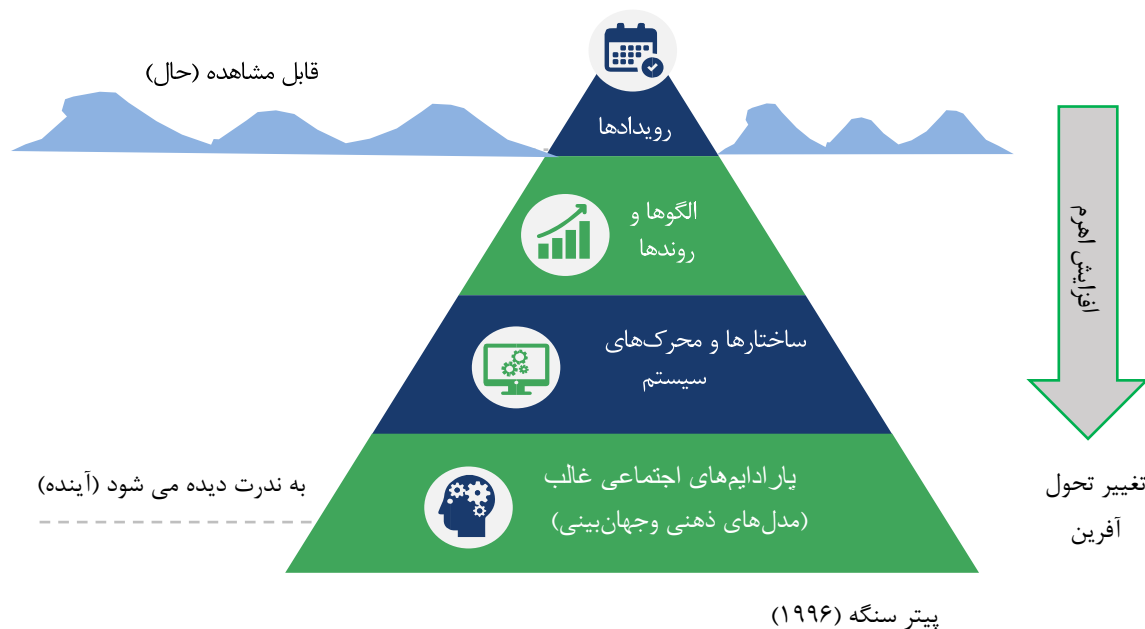 قابل مشاهده (حال)
رویدادها
الگوها و
روندها
افزایش اهرم
ساختارها و محرک‌های
سیستم
پارادایم‌های اجتماعی غالب
(مدل‌های ذهنی وجهان‌بینی)
به ندرت دیده می شود (آینده)
تغییر تحول
آفرین
پیتر سنگه (۱۹۹۶)